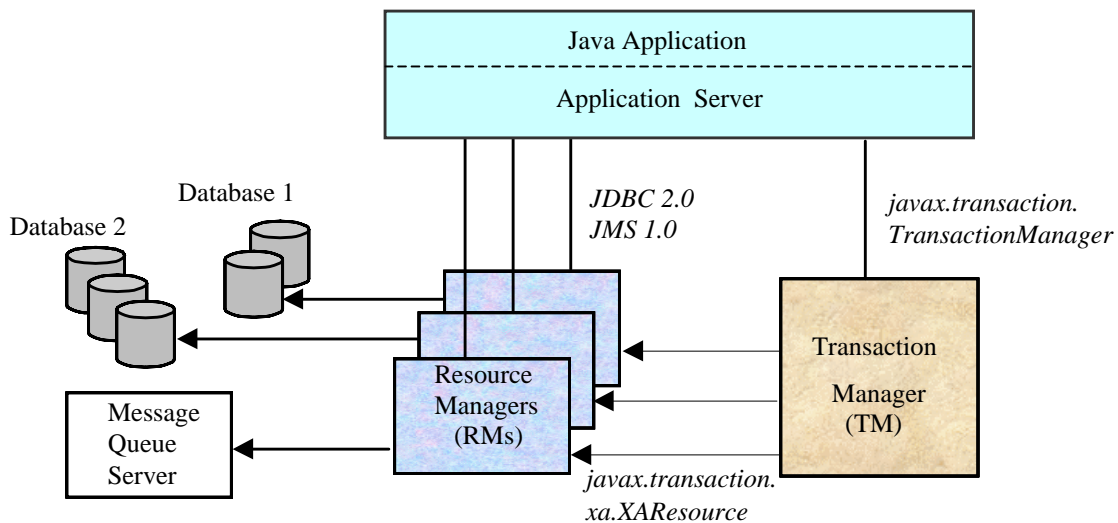 Java Application
Application Server
Database 1
Database 2
JDBC 2.0
JMS 1.0
javax.transaction.
TransactionManager
Resource
Managers
(RMs)
Transaction
Manager
(TM)
Message
Queue
Server
javax.transaction.
xa.XAResource